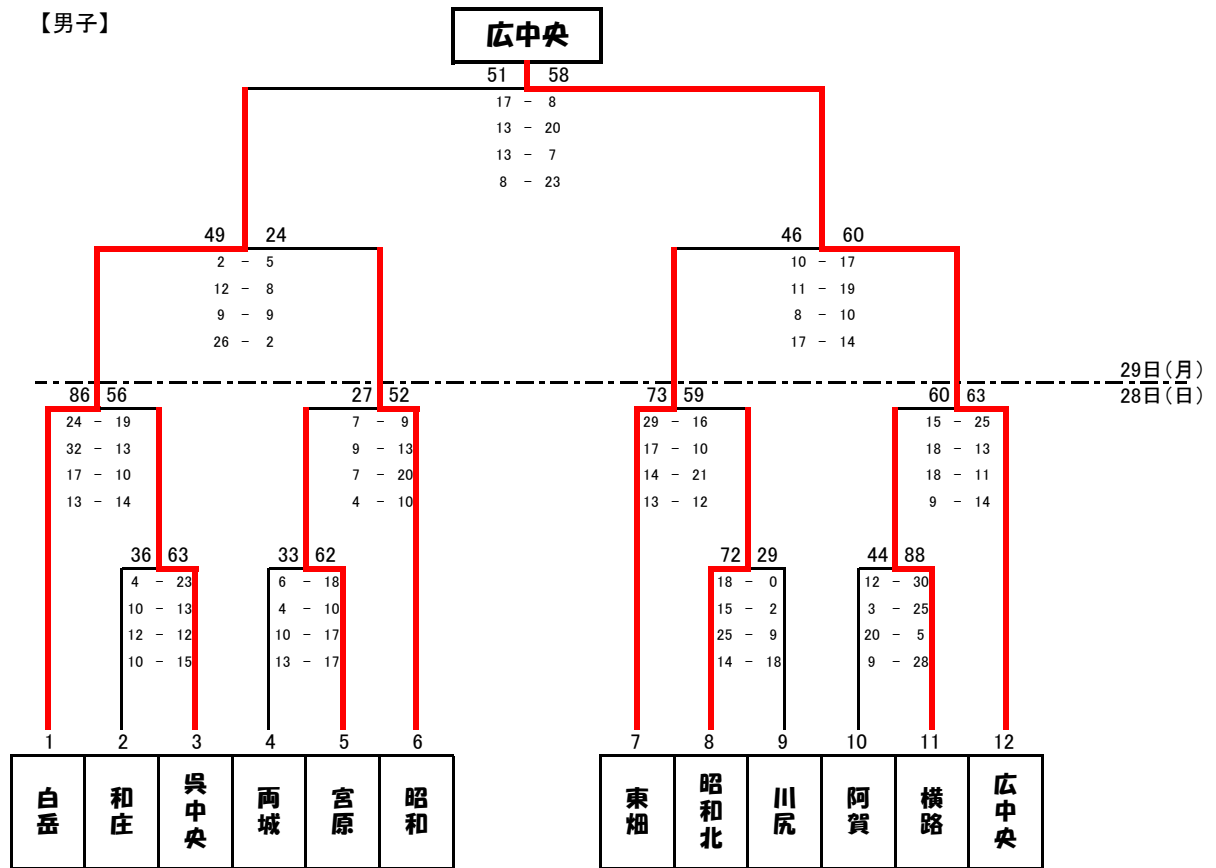 【男子】
広中央
51 58
17 - 8
13 - 20
13 - 7
8 - 23
49 24
2 - 5
12 - 8
9 - 9
26 - 2
46 60
10 - 17
11 - 19
8 - 10
17 - 14
29日(月)
28日(日)
86 56
24 - 19
32 - 13
17 - 10
13 - 14
27 52
7 - 9
9 - 13
7 - 20
4 - 10
73 59
29 - 16
17 - 10
14 - 21
13 - 12
60 63
15 - 25
18 - 13
18 - 11
9 - 14
36 63
4 - 23
10 - 13
12 - 12
10 - 15
33 62
6 - 18
4 - 10
10 - 17
13 - 17
72 29
18 - 0
15 - 2
25 - 9
14 - 18
44 88
12 - 30
3 - 25
20 - 5
9 - 28
1 2 3 4 5 6 7 8 9 10 11 12
白岳
和庄
呉中央
両城
宮原
昭和
東畑
昭和北
川尻
阿賀
横路
広中央